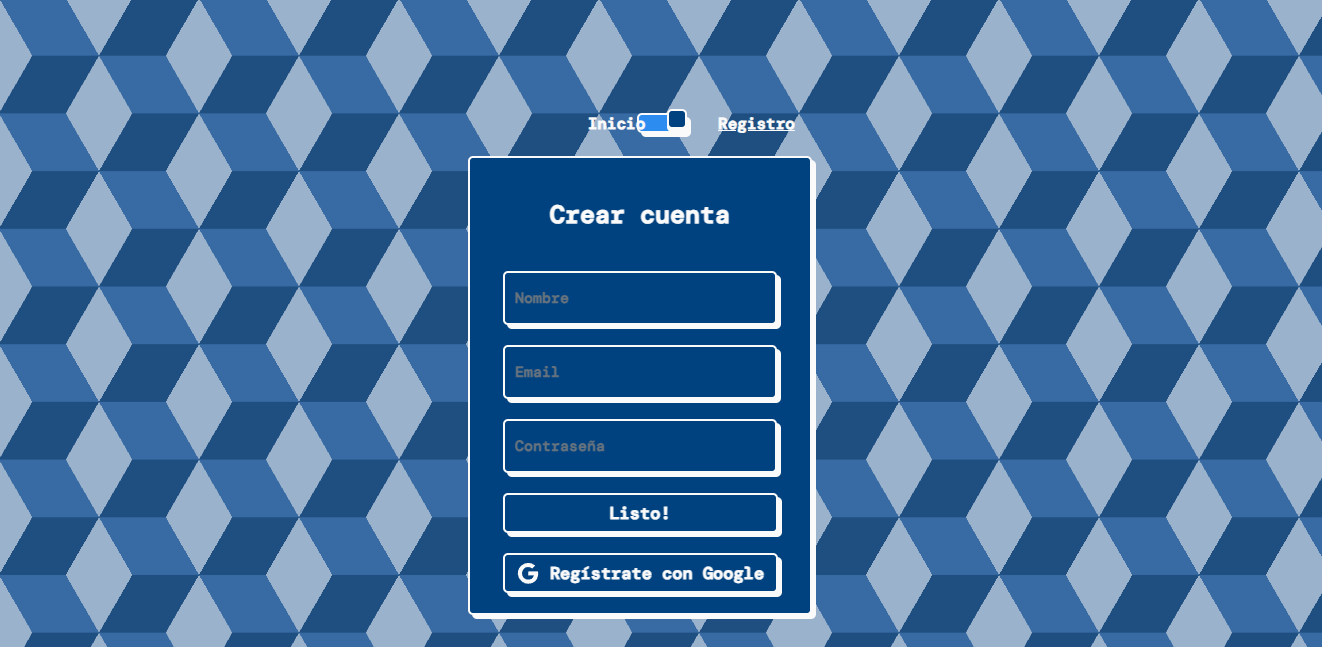 Inicio Registro
Crear cuenta
Nombre
Email
Contraseña
Listo!
Regístrate con Google